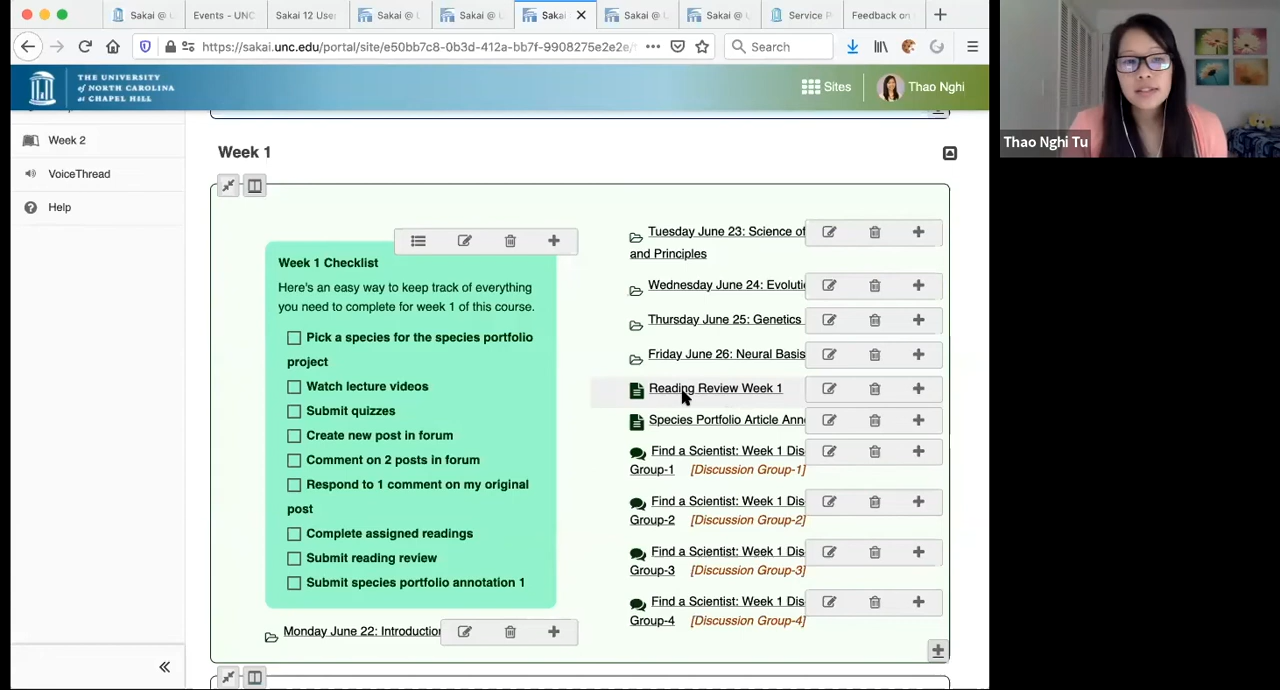 Sakai @ U
Events - UNC
Sakai 12 User
Sakai @ U
Sakai @ U
Sakai
Sakai @ U
Sakai @ U
Service P
Feedback on
https://sakai.unc.edu/portal/site/e50bb7c8-0b3d-412a-bb7f-9908275e2e2e/
Search
THE UNIVERSITY
of NORTH CAROLINA
at CHAPEL HILL
Sites
Thao Nghi
Thao Nghi Tu
Week 2
VoiceThread
Help
Week 1
Week 1 Checklist
Here's an easy way to keep track of everything
you need to complete for week 1 of this course.
Pick a species for the species portfolio
project
Watch lecture videos
Submit quizzes
Create new post in forum
Comment on 2 posts in forum
Respond to 1 comment on my original
post
Complete assigned readings
Submit reading review
Submit species portfolio annotation 1
Monday June 22: Introduction
Tuesday June 23: Science of
and Principles
Wednesday June 24: Evoluti
Thursday June 25: Genetics
Friday June 26: Neural Basis
Reading Review Week 1
Species Portfolio Article Ann
Find a Scientist: Week 1 Dis
Group-1 [Discussion Group-1]
Find a Scientist: Week 1 Dis
Group-2 [Discussion Group-2]
Find a Scientist: Week 1 Dis
Group-3 [Discussion Group-3]
Find a Scientist: Week 1 Dis
Group-4 [Discussion Group-4]